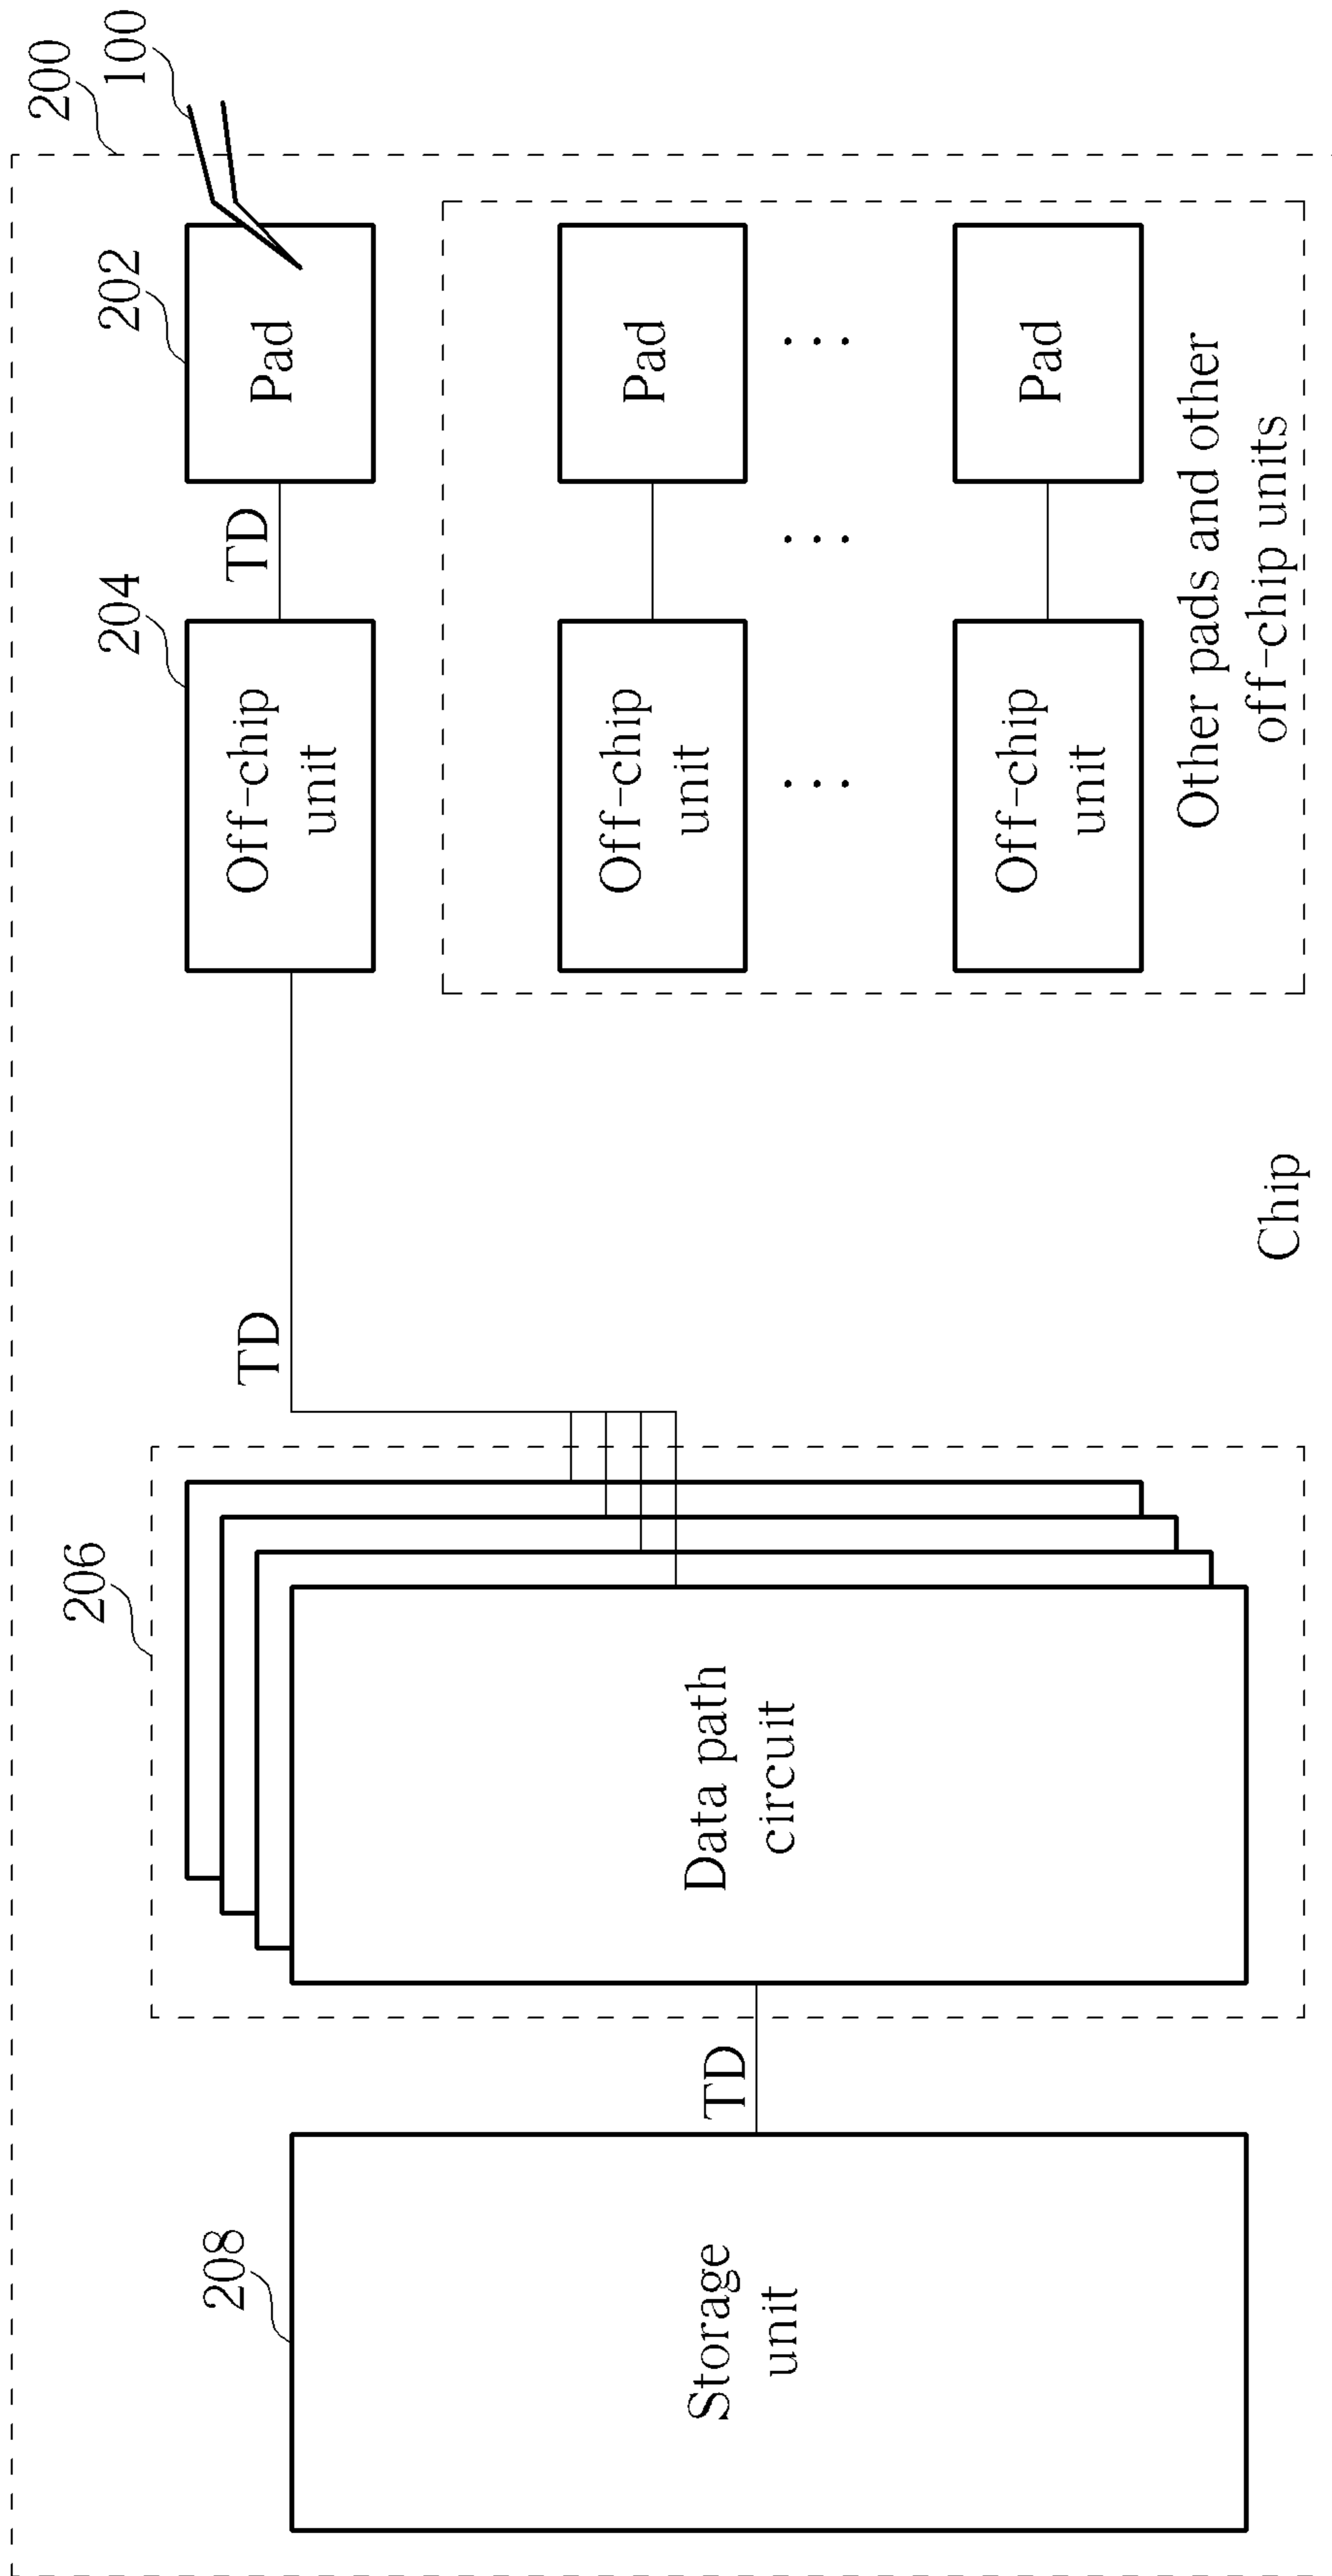 200
100
208
206
204
202
Storage
unit
TD
Data path
circuit
TD
Off-chip
unit
TD
Pad
Off-chip
unit
Pad
...
...
...
Off-chip
unit
Pad
Other pads and other
off-chip units
Chip